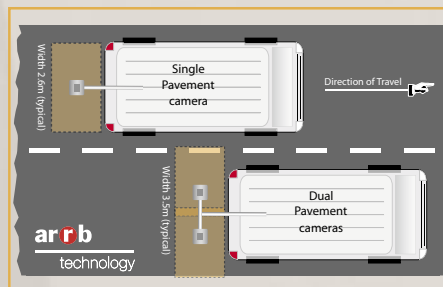 Width 2.6m (typical)
Single
Pavement
camera
Direction of Travel
Width 3.5m (typical)
Dual
Pavement
cameras
arrb
technology